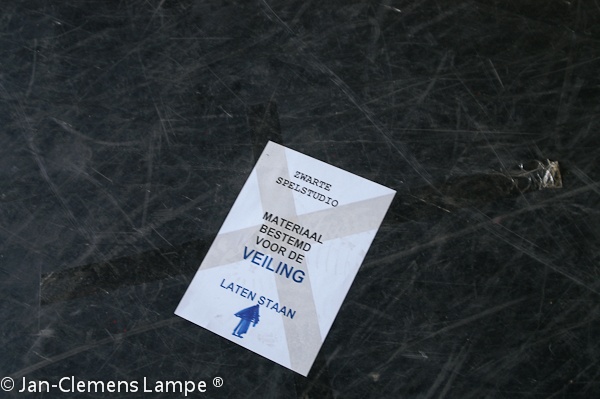 ZWARTE
SPELSTUDIO
MATERIAAL
BESTEMD
VOOR DE
VEILING
LATEN STAAN
© Jan-Clemens Lampe ®